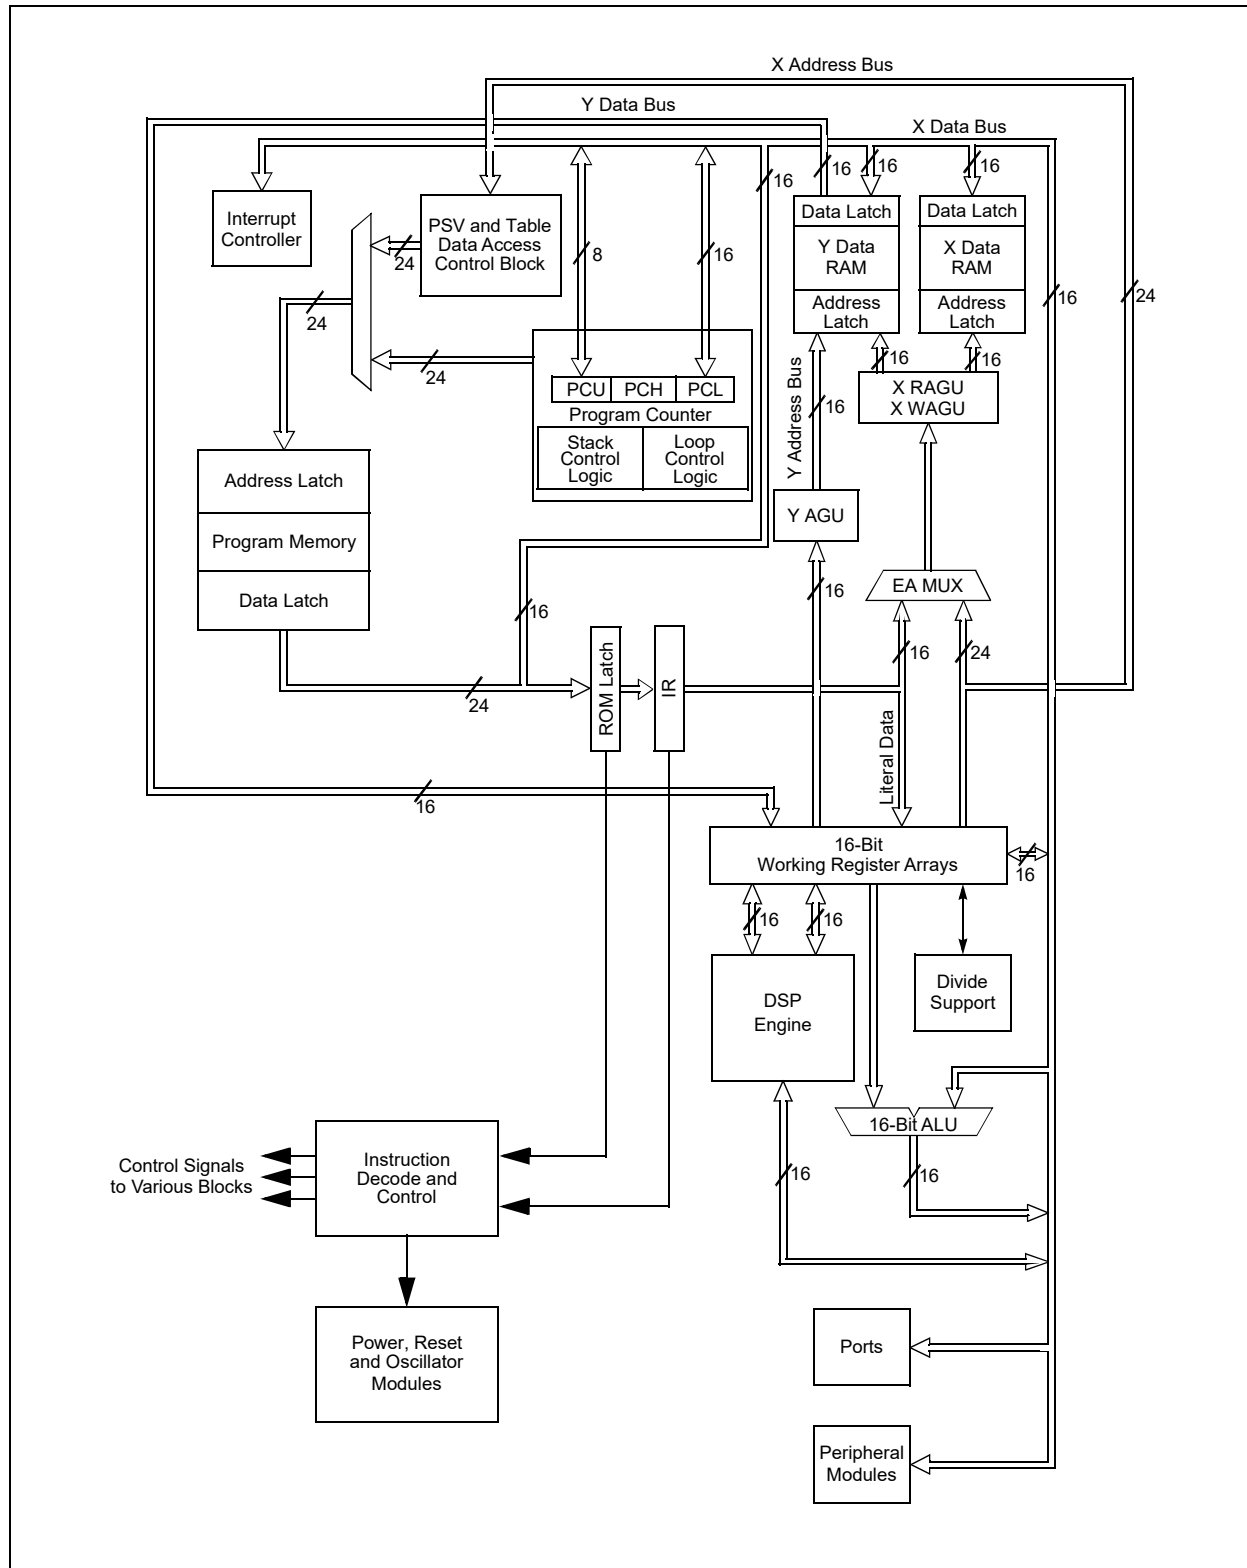 X Address Bus
Y Data Bus
X Data Bus
16
16
16
16
Interrupt
Controller
PSV and Table
Data Access
Control Block
24
8
16
Data Latch
Y Data
RAM
Address
Latch
Data Latch
X Data
RAM
Address
Latch
16
24
24
24
16
16
X RAGU
X WAGU
PCU
PCH
PCL
Program Counter
Stack
Control
Logic
Loop
Control
Logic
Y Address Bus
16
Address Latch
Program Memory
Data Latch
Y AGU
EA MUX
16
16
16
24
24
ROM Latch
IR
Literal Data
16
16-Bit
Working Register Arrays
16
16
16
DSP
Engine
Divide
Support
16-Bit ALU
16
16
Control Signals
to Various Blocks
Instruction
Decode and
Control
Power, Reset
and Oscillator
Modules
Ports
Peripheral
Modules